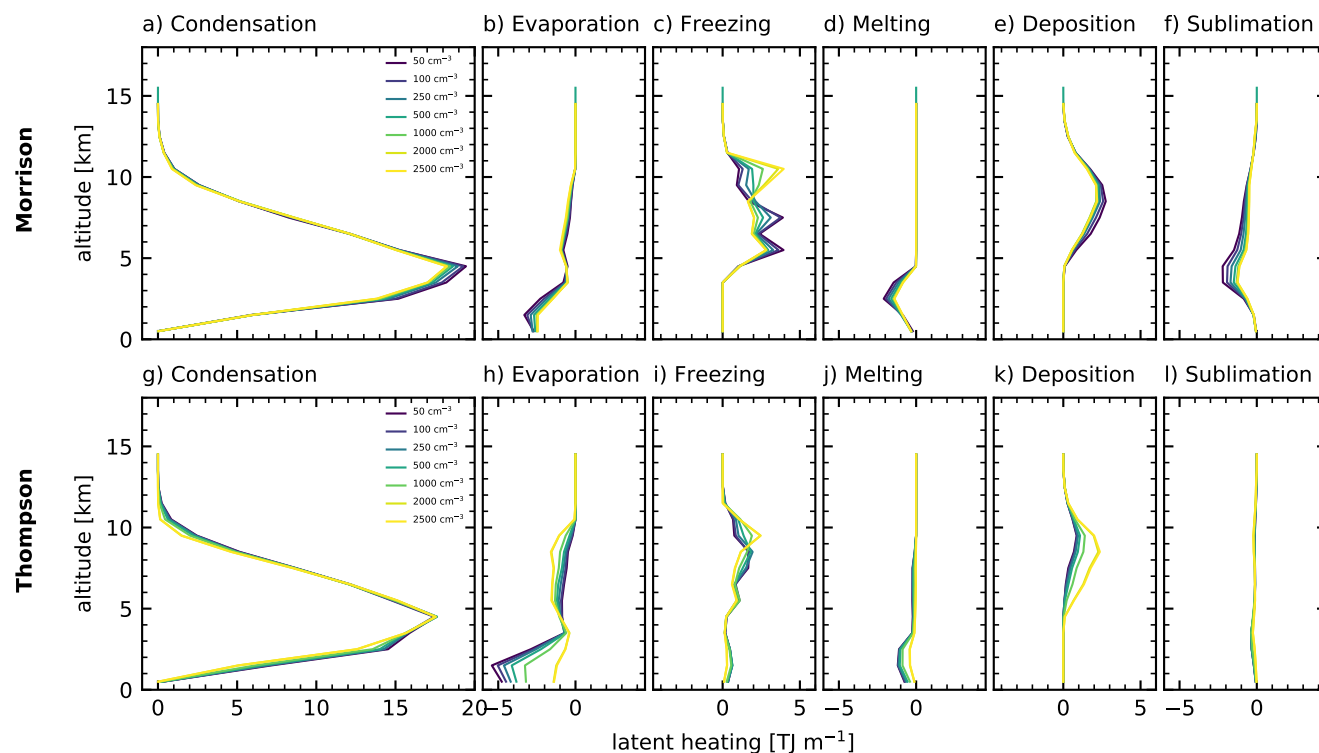 a) Condensation
b) Evaporation
c) Freezing
d) Melting
e) Deposition
f) Sublimation
Morrison
altitude [km]
15
10
5
0
50 cm⁻³
100 cm⁻³
250 cm⁻³
500 cm⁻³
1000 cm⁻³
2000 cm⁻³
2500 cm⁻³
g) Condensation
h) Evaporation
i) Freezing
j) Melting
k) Deposition
l) Sublimation
Thompson
altitude [km]
15
10
5
0
50 cm⁻³
100 cm⁻³
250 cm⁻³
500 cm⁻³
1000 cm⁻³
2000 cm⁻³
2500 cm⁻³
0 5 10 15 20 −5 0 0 5 −5 0 0 5 −5 0
latent heating [TJ m⁻¹]